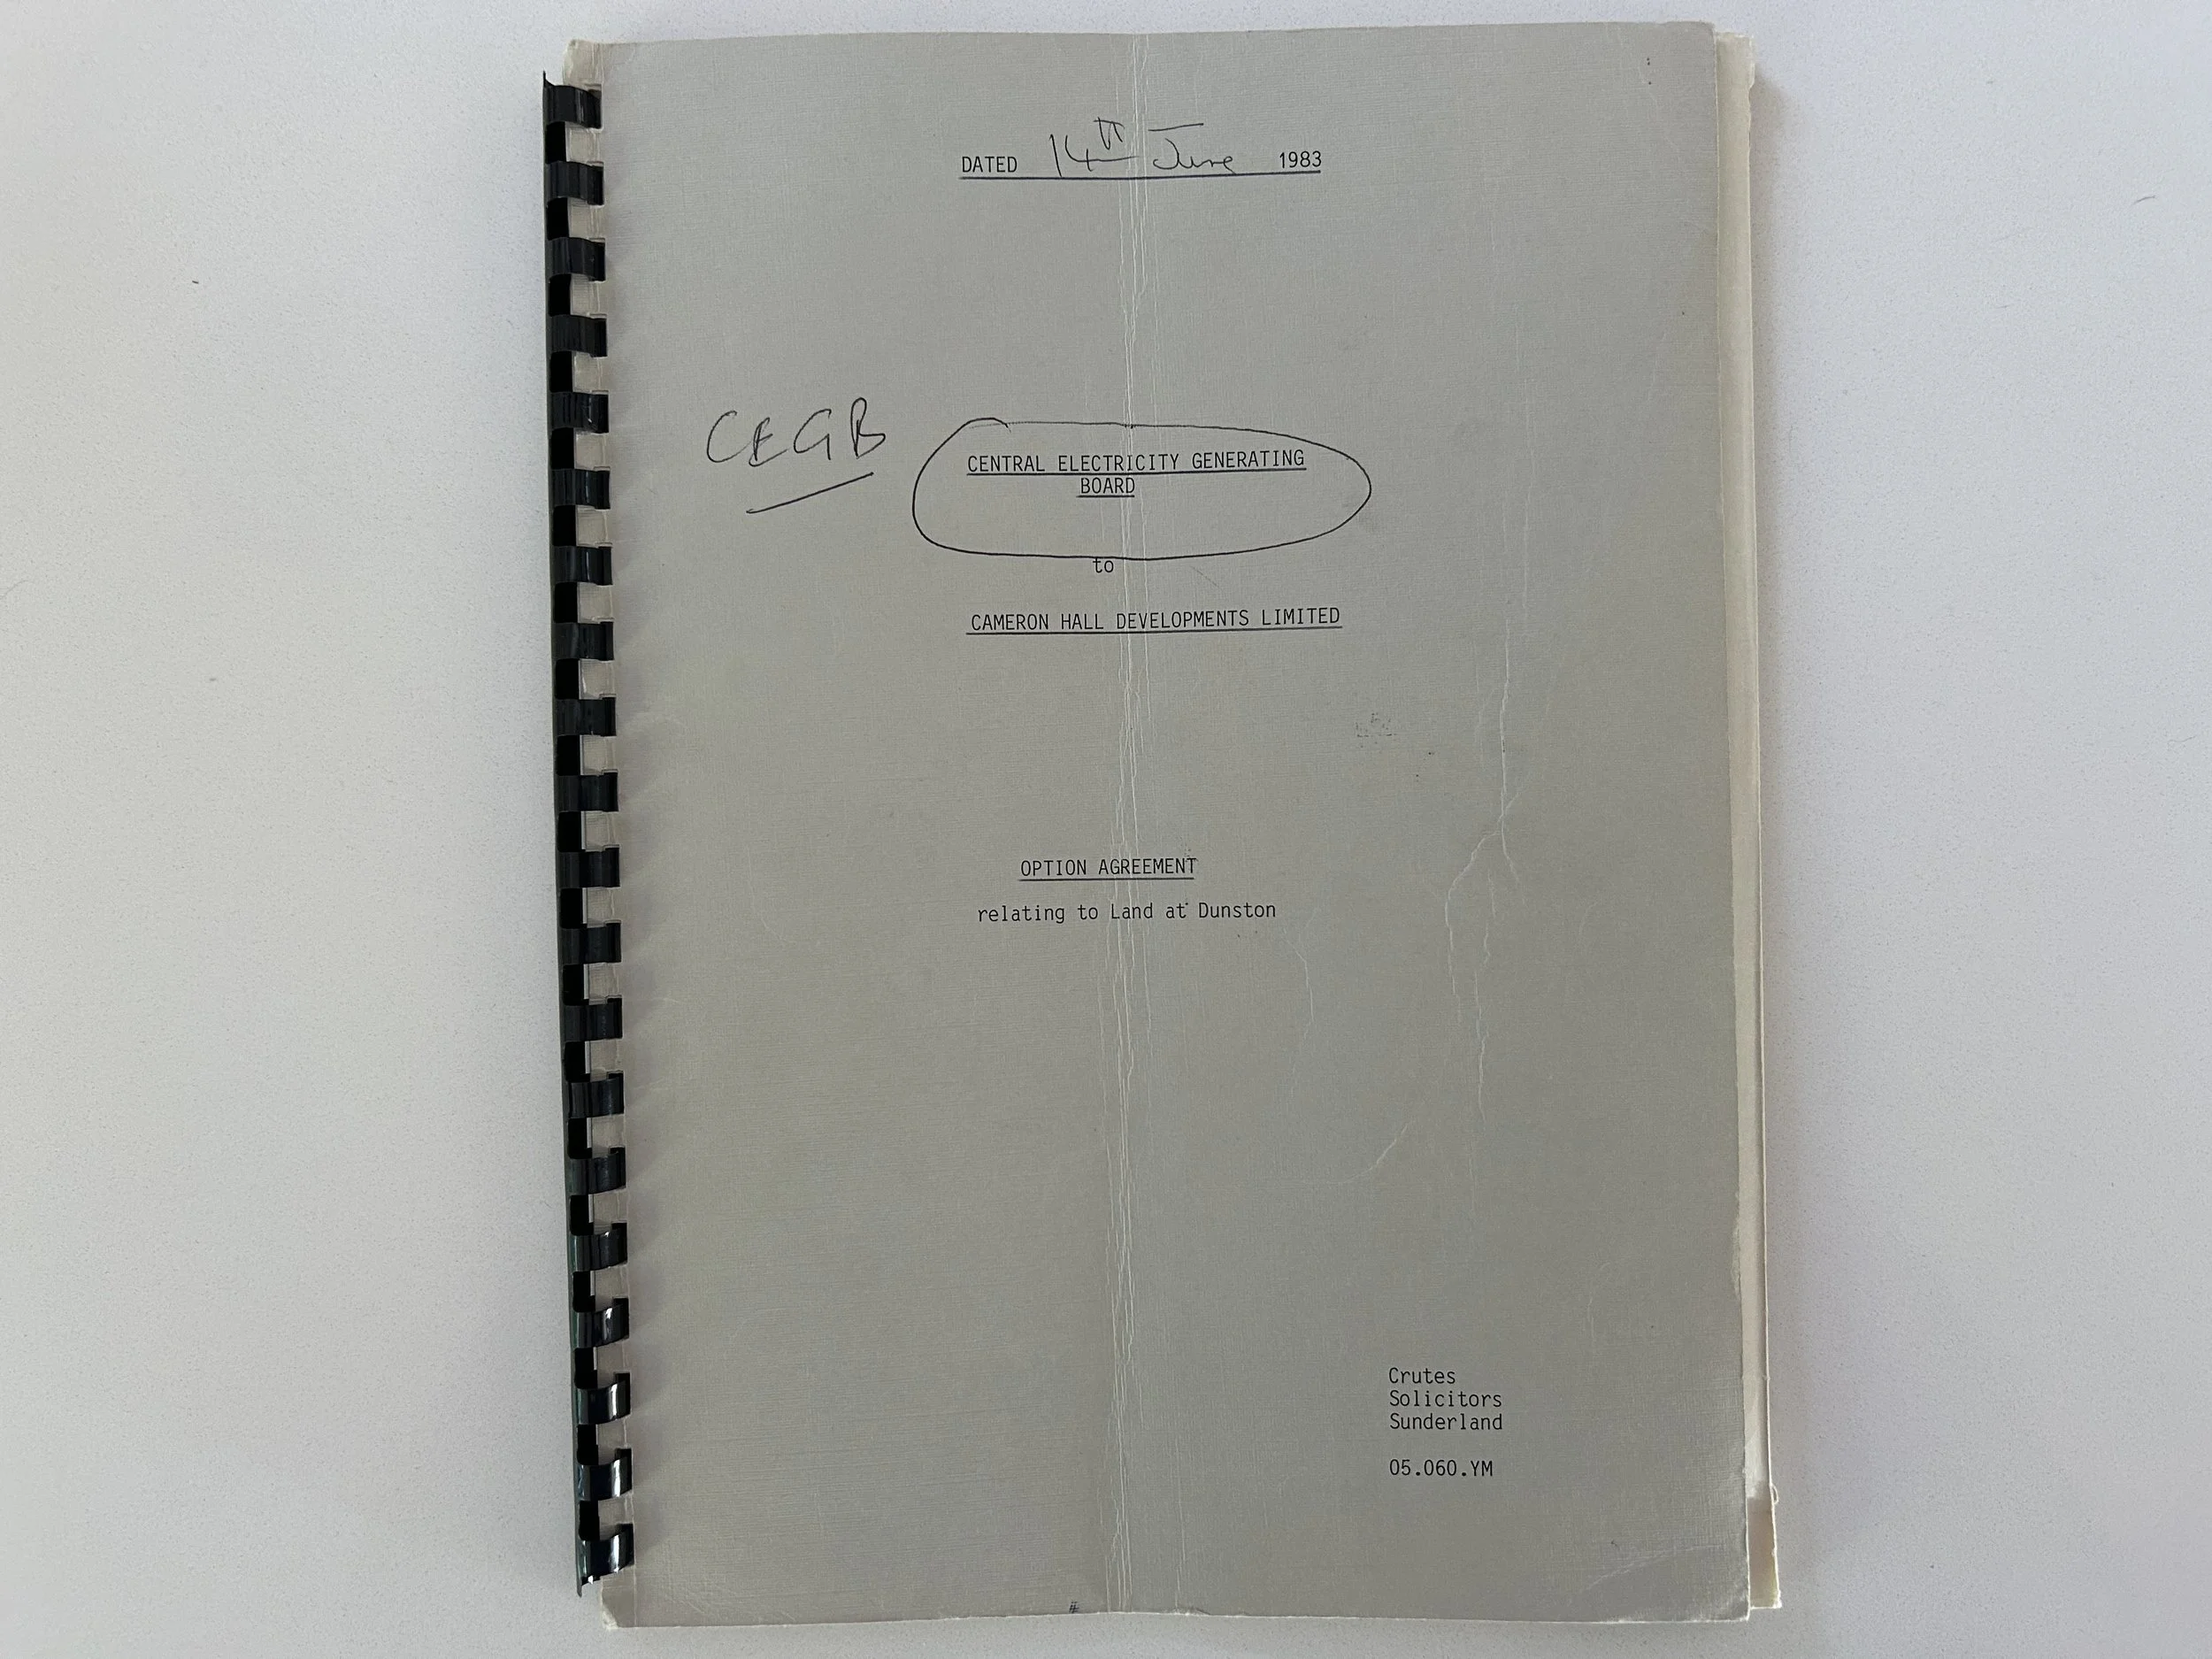 DATED 14th June 1983
CEGB
CENTRAL ELECTRICITY GENERATING
BOARD
to
CAMERON HALL DEVELOPMENTS LIMITED
OPTION AGREEMENT
relating to Land at Dunston
Crutes
Solicitors
Sunderland
05.060.YM